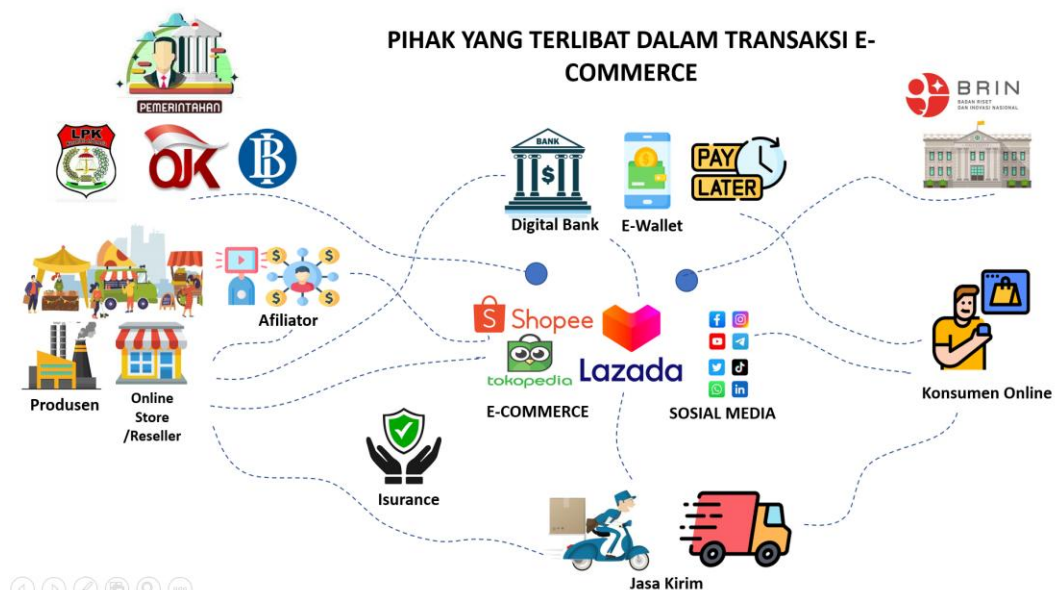 PIHAK YANG TERLIBAT DALAM TRANSAKSI E-
COMMERCE
PEMERINTAHAN
LPK
OJK
BRIN
BADAN RISET
DAN INOVASI NASIONAL
BANK
$
PAY
LATER
Digital Bank
E-Wallet
Afiliator
Shopee
tokopedia
Lazada
E-COMMERCE
SOSIAL MEDIA
Produsen
Online
Store
/Reseller
Konsumen Online
Isurance
Jasa Kirim